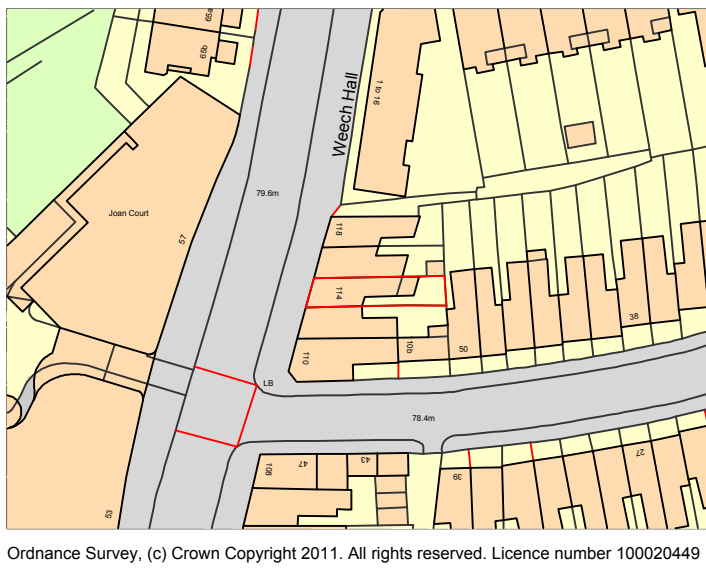 65a
65b
1 to 16
Weech Hall
Joan Court
79.6m
57
118
114
110
10b
50
38
LB
78.4m
108
47
43
39
27
53
Ordnance Survey, (c) Crown Copyright 2011. All rights reserved. Licence number 100020449